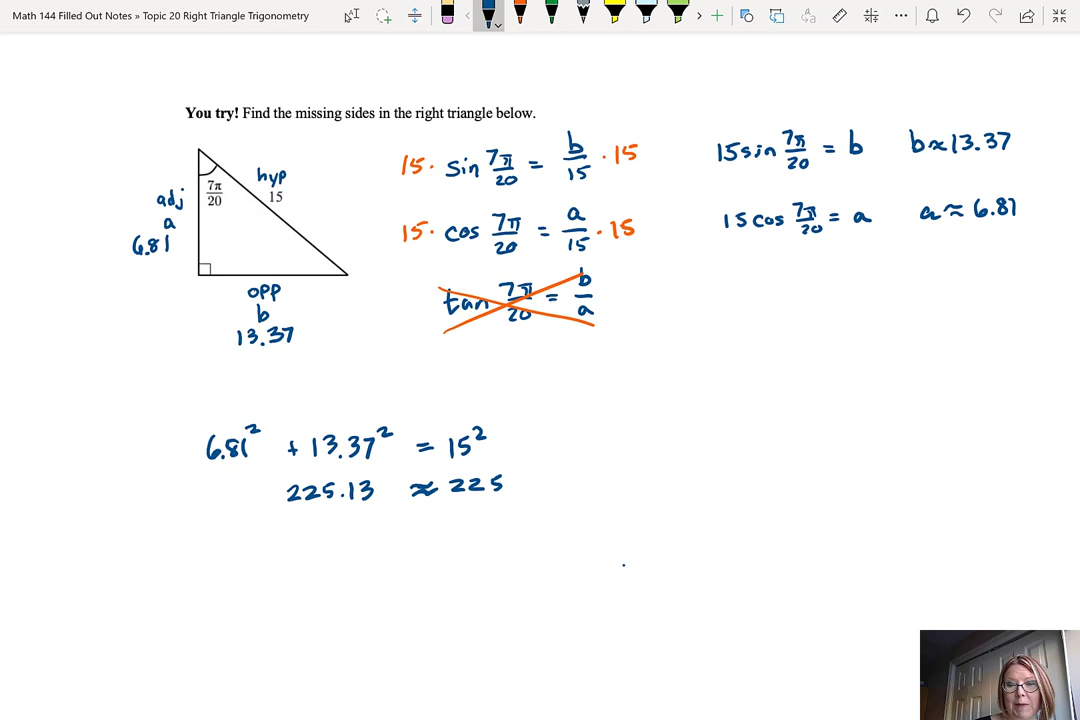 Math 144 Filled Out Notes » Topic 20 Right Triangle Trigonometry
You try! Find the missing sides in the right triangle below.
7π/20
hyp
15
adj
a
6.81
opp
b
13.37
15 · sin 7π/20 = b/15 · 15
15 · cos 7π/20 = a/15 · 15
tan 7π/20 = b/a
15 sin 7π/20 = b
b ≈ 13.37
15 cos 7π/20 = a
a ≈ 6.81
6.81² + 13.37² = 15²
225.13 ≈ 225